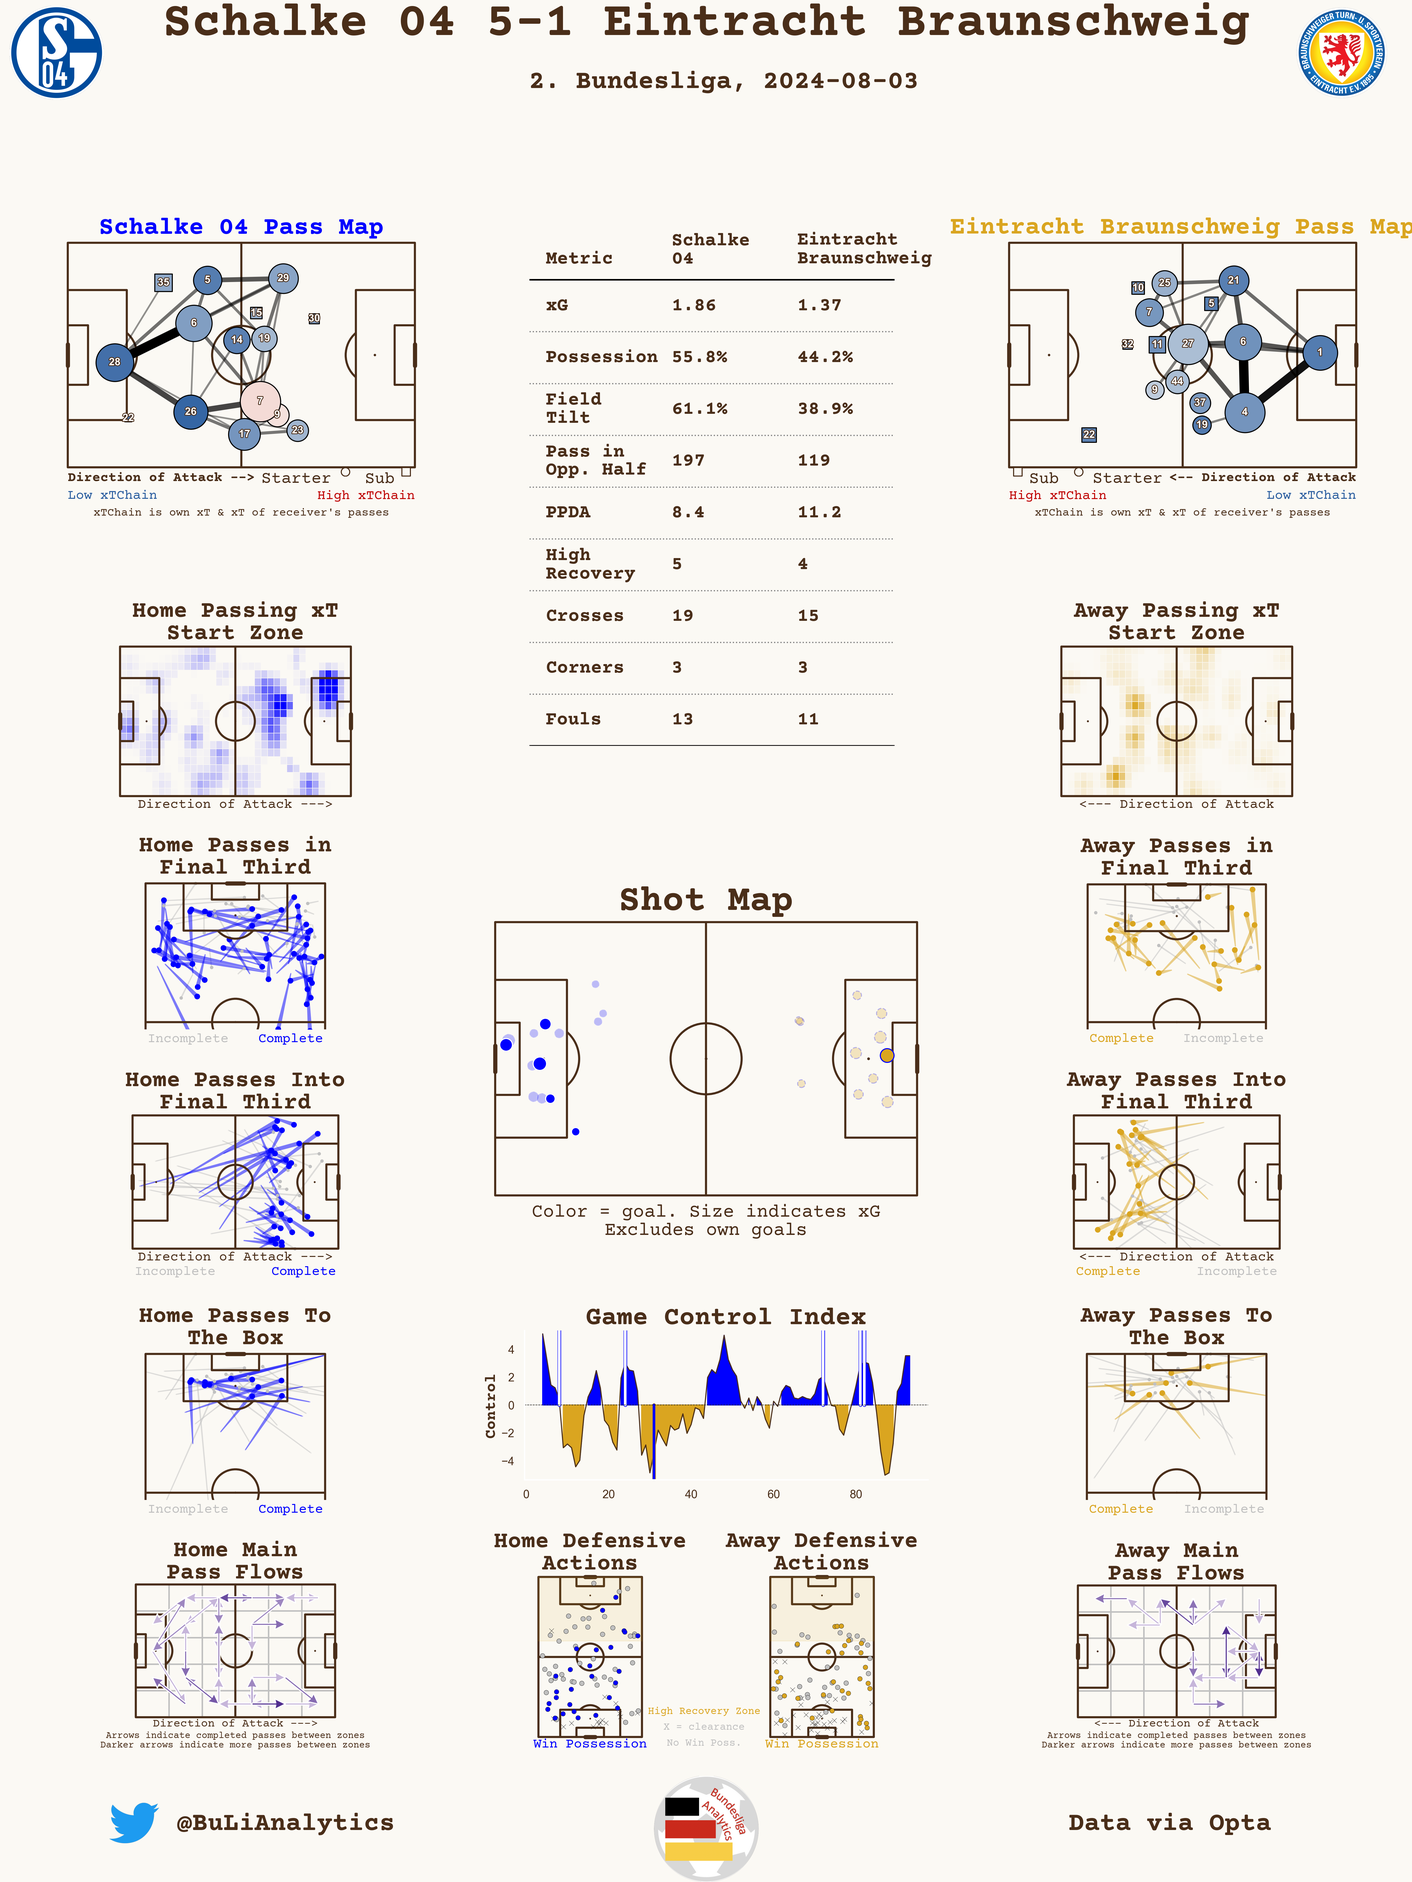 Schalke 04 5-1 Eintracht Braunschweig
2. Bundesliga, 2024-08-03
S
04
BRAUNSCHWEIGER TURN- U. SPORTVEREIN
EINTRACHT E.V. 1895
Schalke 04 Pass Map
35
5
29
6
15
30
14
19
28
7
9
22
26
17
23
Direction of Attack --> Starter Sub
Low xTChain High xTChain
xTChain is own xT & xT of receiver's passes
Metric Schalke 04 Eintracht Braunschweig
xG 1.86 1.37
Possession 55.8% 44.2%
Field Tilt 61.1% 38.9%
Pass in Opp. Half 197 119
PPDA 8.4 11.2
High Recovery 5 4
Crosses 19 15
Corners 3 3
Fouls 13 11
Eintracht Braunschweig Pass Map
10
25
21
5
7
32
11
27
6
1
9
44
37
4
19
22
Sub Starter <-- Direction of Attack
High xTChain Low xTChain
xTChain is own xT & xT of receiver's passes
Home Passing xT
Start Zone
Direction of Attack --->
Away Passing xT
Start Zone
<--- Direction of Attack
Home Passes in
Final Third
Incomplete Complete
Away Passes in
Final Third
Complete Incomplete
Shot Map
Color = goal. Size indicates xG
Excludes own goals
Home Passes Into
Final Third
Direction of Attack --->
Incomplete Complete
Away Passes Into
Final Third
<--- Direction of Attack
Complete Incomplete
Home Passes To
The Box
Incomplete Complete
Game Control Index
Control
4
2
0
−2
−4
0 20 40 60 80
Away Passes To
The Box
Complete Incomplete
Home Main
Pass Flows
Direction of Attack --->
Arrows indicate completed passes between zones
Darker arrows indicate more passes between zones
Home Defensive
Actions
Win Possession
High Recovery Zone
X = clearance
No Win Poss.
Away Defensive
Actions
Win Possession
Away Main
Pass Flows
<--- Direction of Attack
Arrows indicate completed passes between zones
Darker arrows indicate more passes between zones
@BuLiAnalytics
Bundesliga
Analytics
Data via Opta